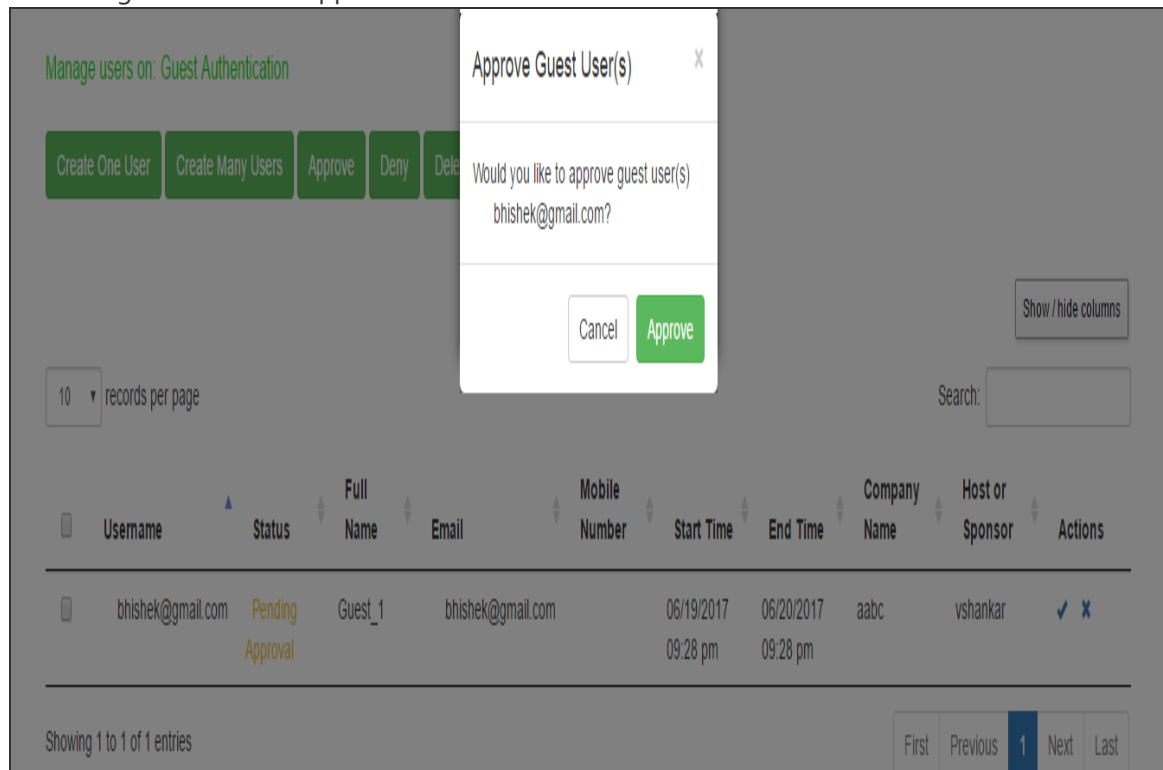 Manage users on: Guest Authentication
Approve Guest User(s)
x
Create One User Create Many Users Approve Deny Dele
Would you like to approve guest user(s)
bhishek@gmail.com?
Cancel Approve
Show / hide columns
10 records per page
Search:
Username Status Full Name Email Mobile Number Start Time End Time Company Name Host or Sponsor Actions
bhishek@gmail.com Pending Approval Guest_1 bhishek@gmail.com 06/19/2017 09:28 pm 06/20/2017 09:28 pm aabc vshankar
Showing 1 to 1 of 1 entries
First Previous 1 Next Last